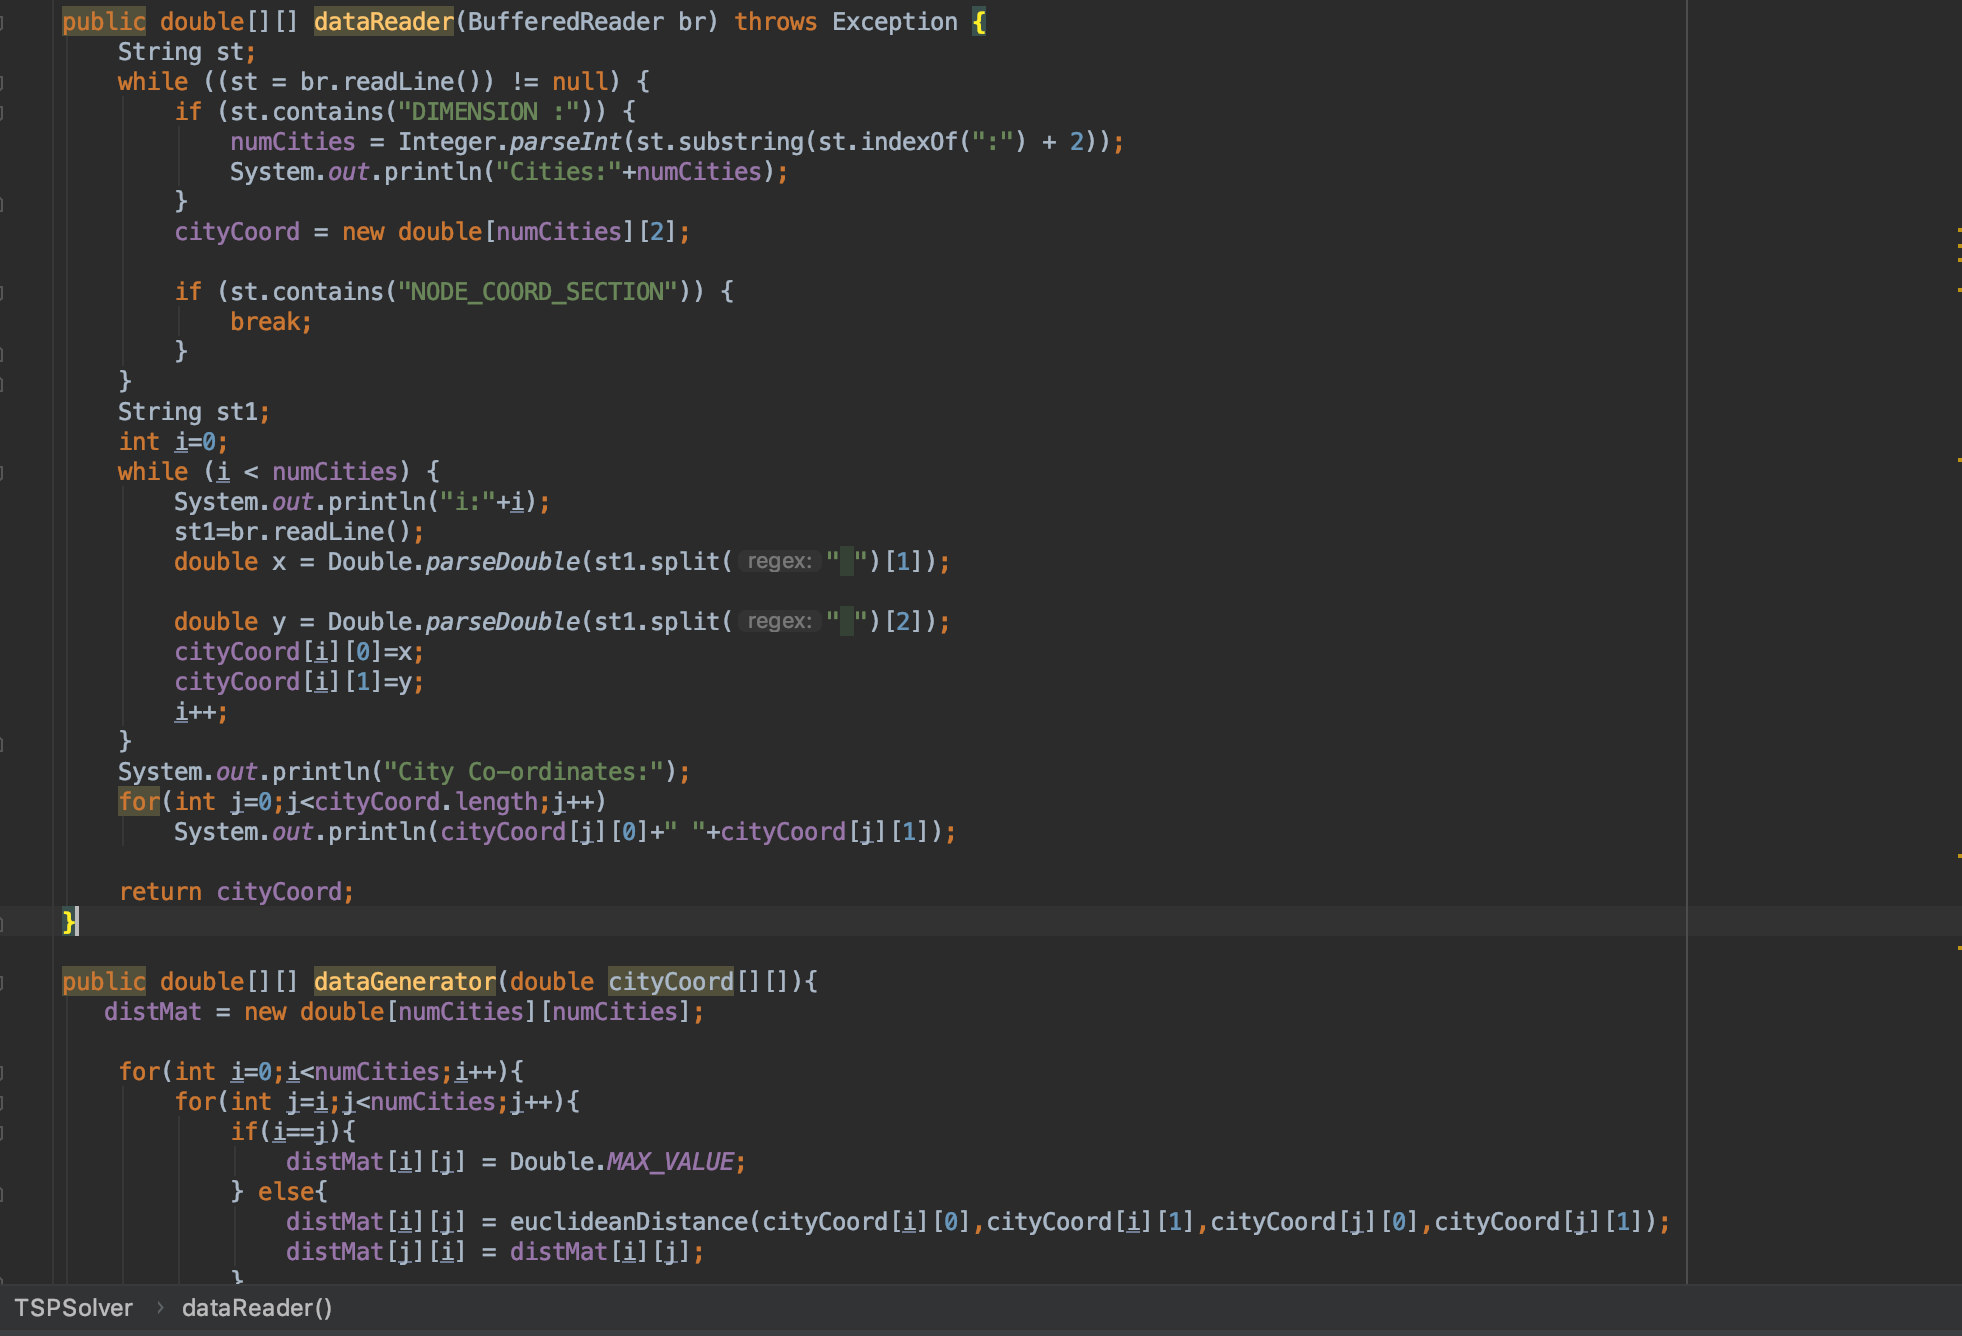 public double[][] dataReader(BufferedReader br) throws Exception {
    String st;
    while ((st = br.readLine()) != null) {
        if (st.contains("DIMENSION :")) {
            numCities = Integer.parseInt(st.substring(st.indexOf(":") + 2));
            System.out.println("Cities:"+numCities);
        }
        cityCoord = new double[numCities][2];
        if (st.contains("NODE_COORD_SECTION")) {
            break;
        }
    }
    String st1;
    int i=0;
    while (i < numCities) {
        System.out.println("i:"+i);
        st1=br.readLine();
        double x = Double.parseDouble(st1.split( regex: " ")[1]);
        double y = Double.parseDouble(st1.split( regex: " ")[2]);
        cityCoord[i][0]=x;
        cityCoord[i][1]=y;
        i++;
    }
    System.out.println("City Co-ordinates:");
    for(int j=0;j<cityCoord.length;j++)
        System.out.println(cityCoord[j][0]+" "+cityCoord[j][1]);
    return cityCoord;
}
public double[][] dataGenerator(double cityCoord[][]){
   distMat = new double[numCities][numCities];
    for(int i=0;i<numCities;i++){
        for(int j=i;j<numCities;j++){
            if(i==j){
                distMat[i][j] = Double.MAX_VALUE;
            } else{
                distMat[i][j] = euclideanDistance(cityCoord[i][0],cityCoord[i][1],cityCoord[j][0],cityCoord[j][1]);
                distMat[j][i] = distMat[i][j];
            }
TSPSolver › dataReader()